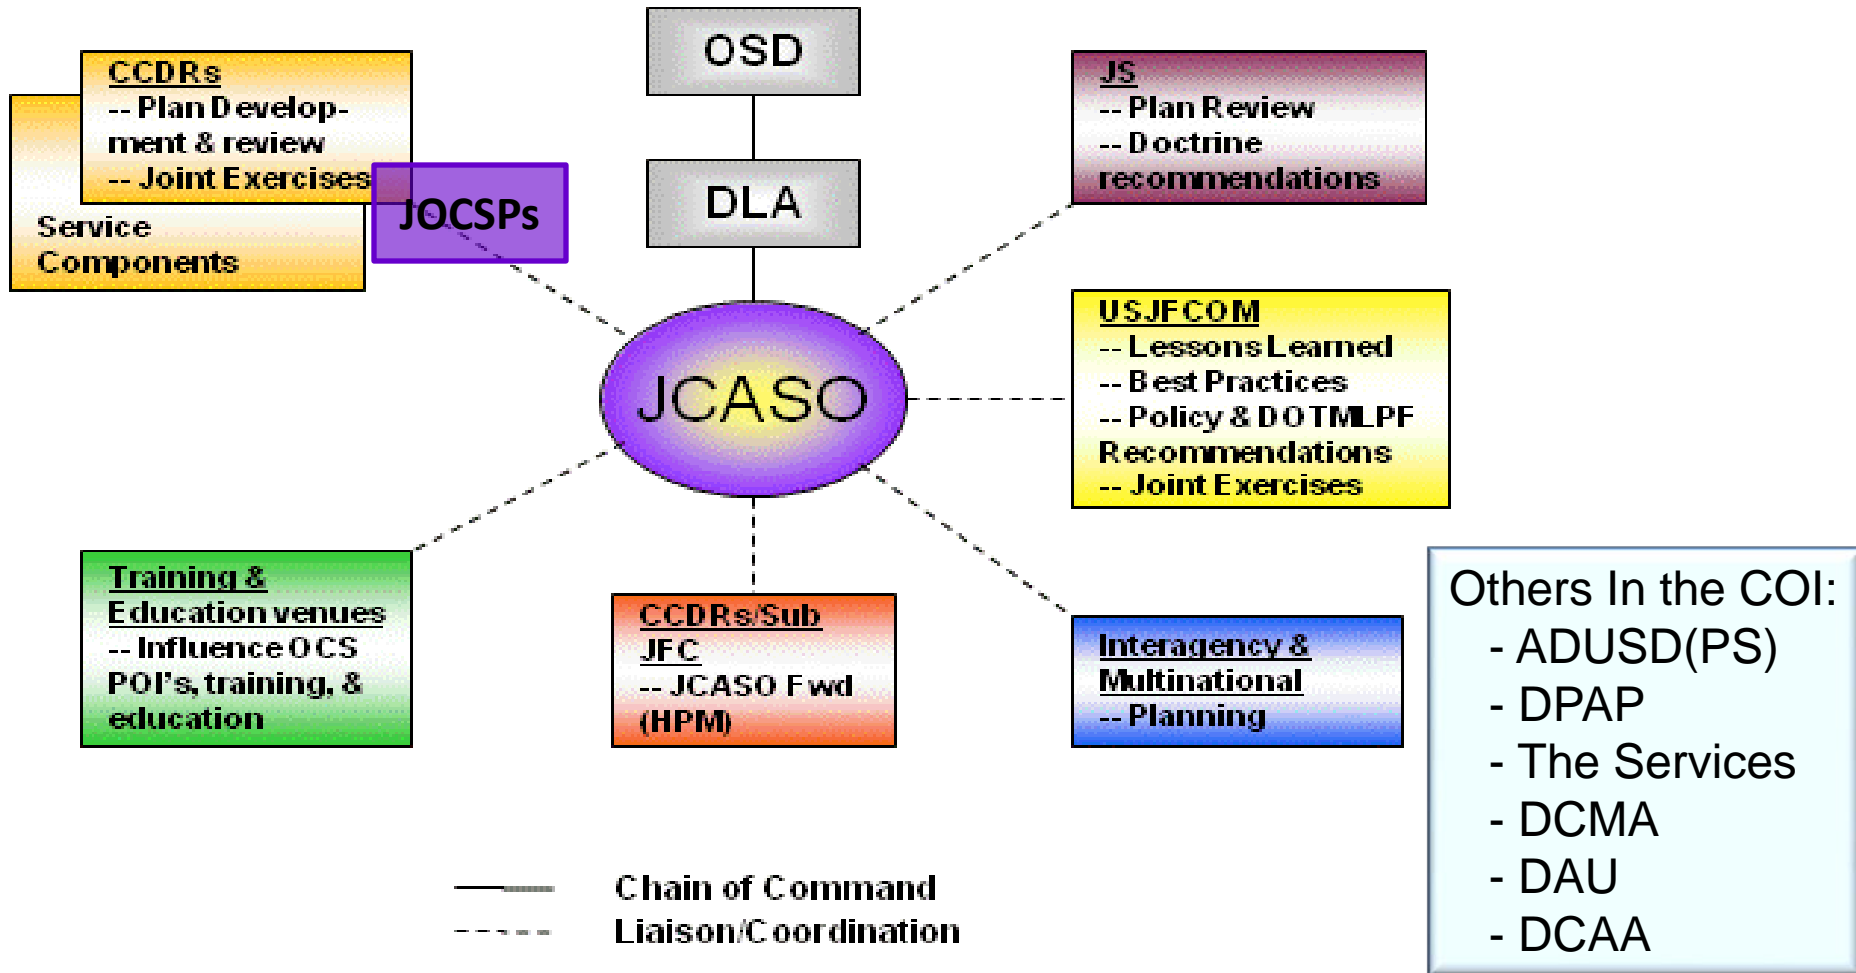 OSD
DLA
JCASO
CCDRs
-- Plan Develop-
ment & review
-- Joint Exercises
Service
Components
JOCSPs
JS
-- Plan Review
-- Doctrine
recommendations
USJFCOM
-- Lessons Learned
-- Best Practices
-- Policy & DOTMLPF
Recommendations
-- Joint Exercises
Training &
Education venues
-- Influence OCS
POI's, training, &
education
CCDRs/Sub
JFC
-- JCASO Fwd
(HPM)
Interagency &
Multinational
-- Planning
Others In the COI:
- ADUSD(PS)
- DPAP
- The Services
- DCMA
- DAU
- DCAA
Chain of Command
Liaison/Coordination